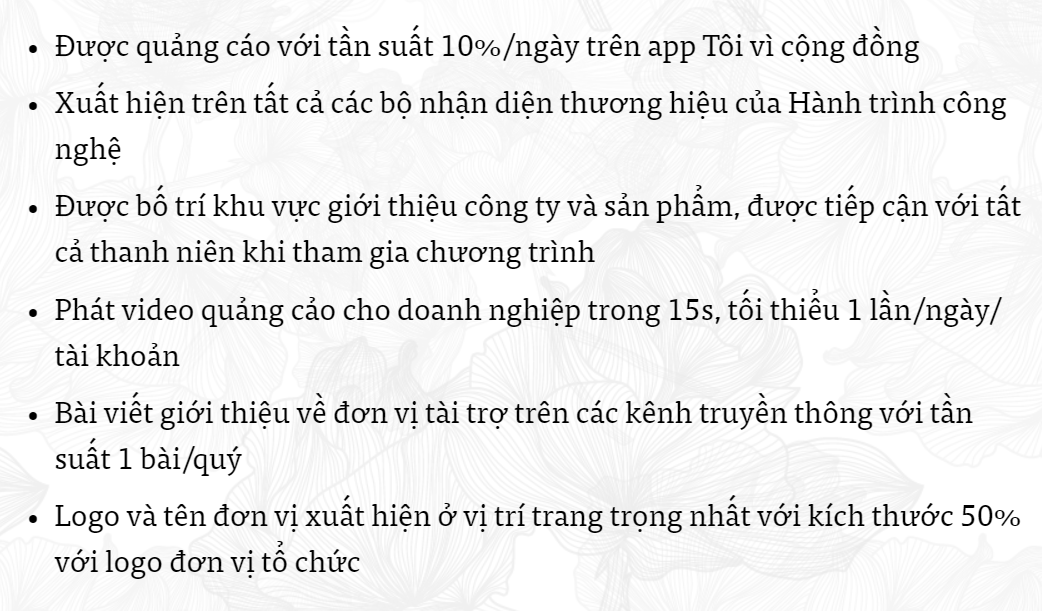 • Được quảng cáo với tần suất 10%/ngày trên app Tôi vì cộng đồng
• Xuất hiện trên tất cả các bộ nhận diện thương hiệu của Hành trình công
nghệ
• Được bố trí khu vực giới thiệu công ty và sản phẩm, được tiếp cận với tất
cả thanh niên khi tham gia chương trình
• Phát video quảng cảo cho doanh nghiệp trong 15s, tối thiểu 1 lần/ngày/
tài khoản
• Bài viết giới thiệu về đơn vị tài trợ trên các kênh truyền thông với tần
suất 1 bài/quý
• Logo và tên đơn vị xuất hiện ở vị trí trang trọng nhất với kích thước 50%
với logo đơn vị tổ chức